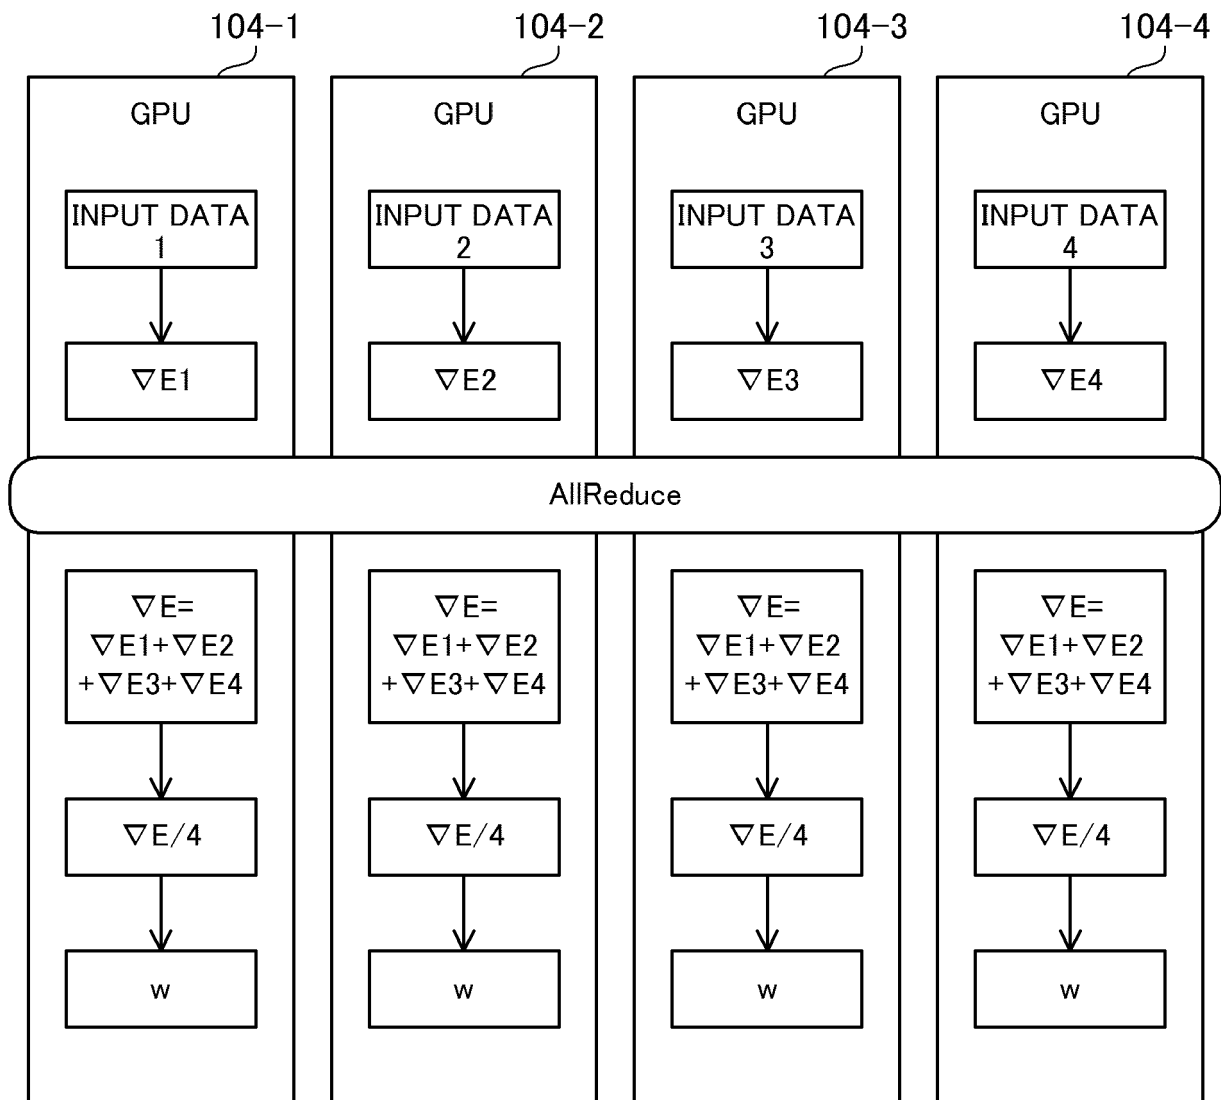 104-1 104-2 104-3 104-4
GPU GPU GPU GPU
INPUT DATA INPUT DATA INPUT DATA INPUT DATA
1 2 3 4
▽E1 ▽E2 ▽E3 ▽E4
AllReduce
▽E= ▽E= ▽E= ▽E=
▽E1+▽E2 ▽E1+▽E2 ▽E1+▽E2 ▽E1+▽E2
+▽E3+▽E4 +▽E3+▽E4 +▽E3+▽E4 +▽E3+▽E4
▽E/4 ▽E/4 ▽E/4 ▽E/4
w w w w